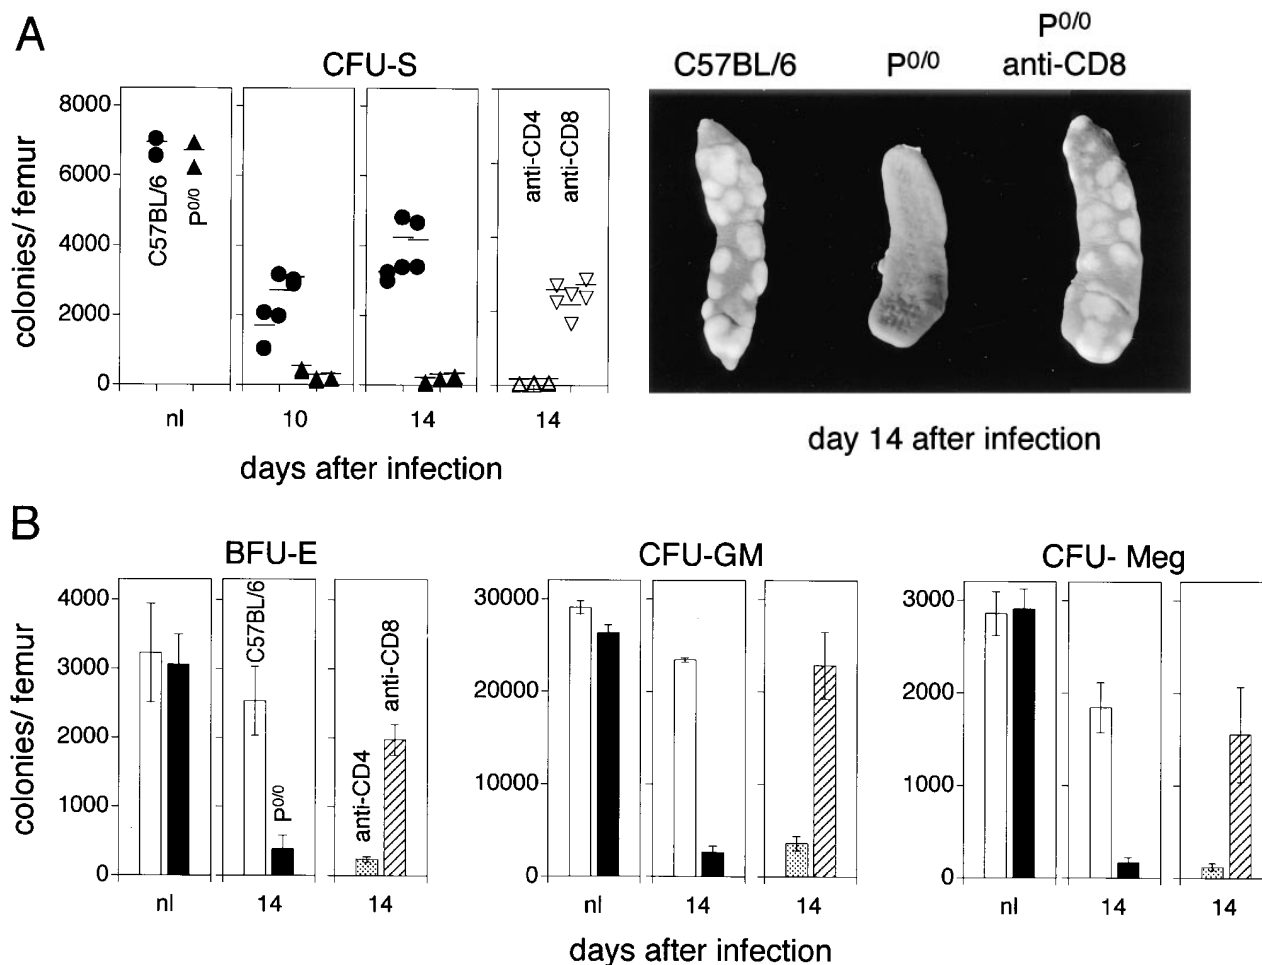 A
CFU-S
8000
6000
4000
2000
0
colonies/ femur
C57BL/6
P0/0
anti-CD4
anti-CD8
nl
10
14
14
days after infection
C57BL/6
P0/0
P0/0
anti-CD8
day 14 after infection
B
BFU-E
4000
3000
2000
1000
0
colonies/ femur
C57BL/6
P0/0
anti-CD4
anti-CD8
nl
14
14
CFU-GM
30000
20000
10000
0
nl
14
14
CFU- Meg
3000
2000
1000
0
nl
14
14
days after infection